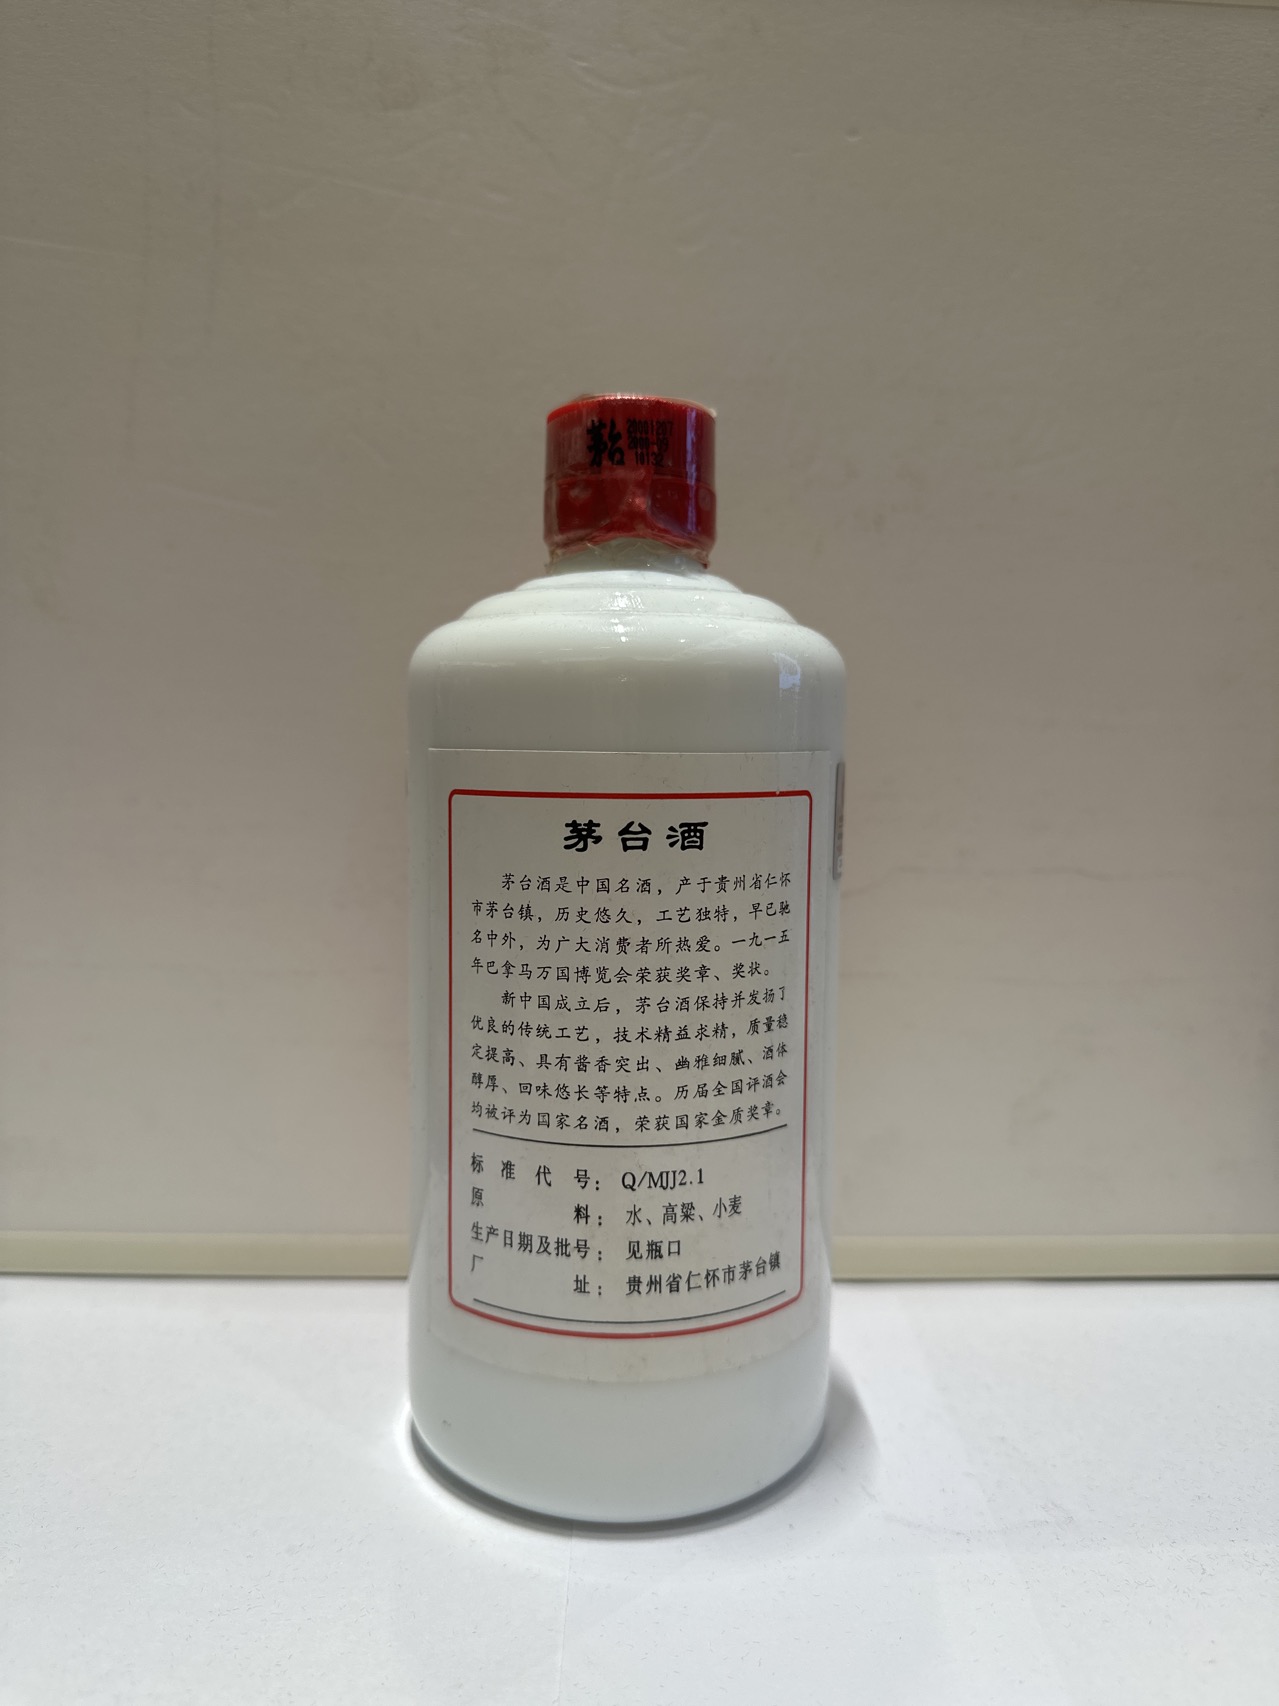 茅台
茅台酒
茅台酒是中国名酒，产于贵州省仁怀
市茅台镇，历史悠久，工艺独特，早已驰
名中外，为广大消费者所热爱。一九一五
年巴拿马万国博览会荣获奖章、奖状。
新中国成立后，茅台酒保持并发扬了
优良的传统工艺，技术精益求精，质量稳
定提高、具有酱香突出、幽雅细腻、酒体
醇厚、回味悠长等特点。历届全国评酒会
均被评为国家名酒，荣获国家金质奖章。
标准代号：Q/MJJ2.1
原料：水、高粱、小麦
生产日期及批号：见瓶口
厂址：贵州省仁怀市茅台镇